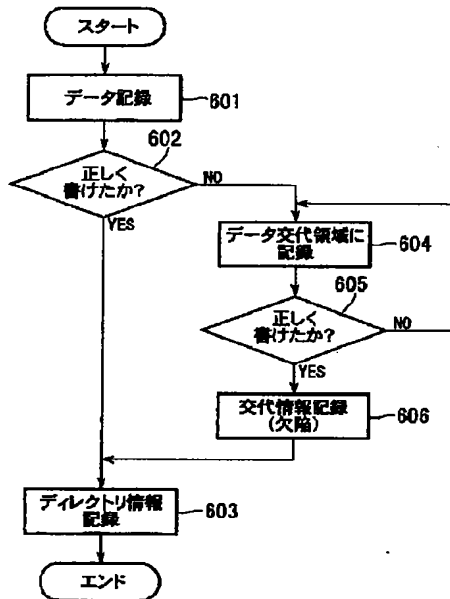 スタート
データ記録
601
602
正しく
書けたか?
NO
YES
データ交代領域に
記録
604
605
正しく
書けたか?
NO
YES
交代情報記録
(欠陥)
606
ディレクトリ情報
記録
603
エンド